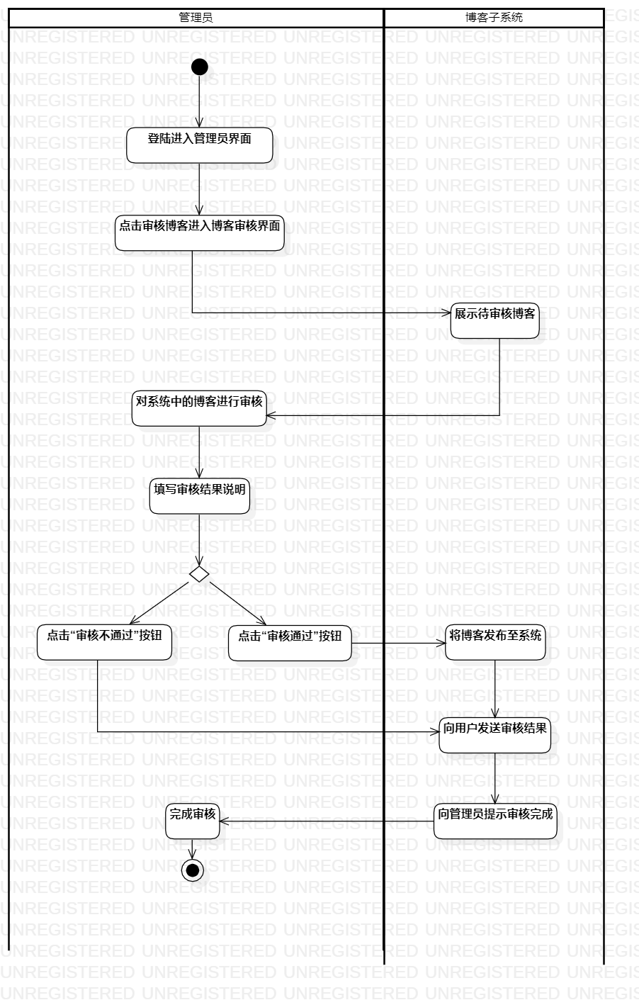 管理员
博客子系统
登陆进入管理员界面
点击审核博客进入博客审核界面
展示待审核博客
对系统中的博客进行审核
填写审核结果说明
点击“审核不通过”按钮
点击“审核通过”按钮
将博客发布至系统
向用户发送审核结果
完成审核
向管理员提示审核完成
UNREGISTERED